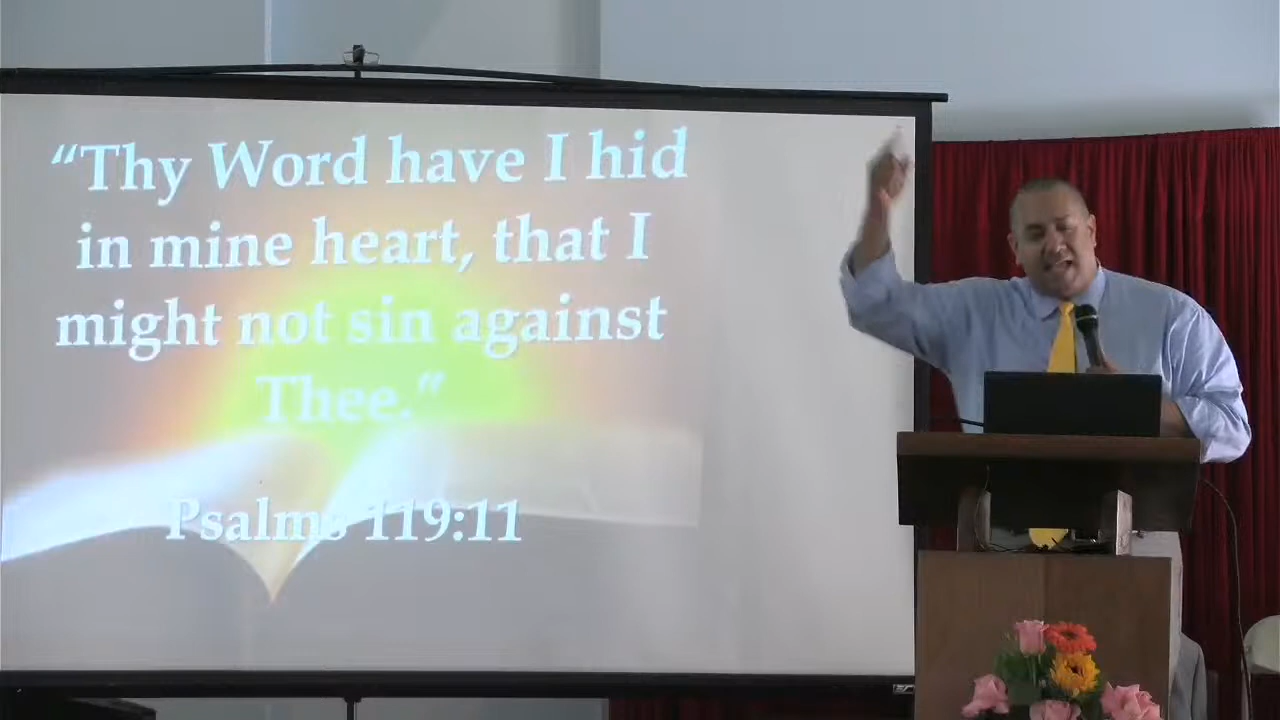 “Thy Word have I hid
in mine heart, that I
might not sin against
Thee.”
Psalms 119:11